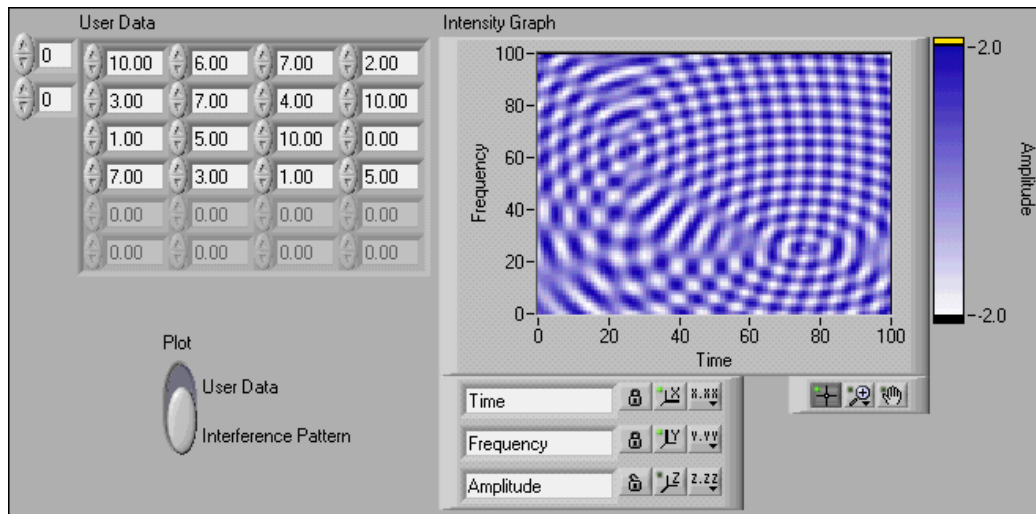 User Data
0
0
10.00 6.00 7.00 2.00
3.00 7.00 4.00 10.00
1.00 5.00 10.00 0.00
7.00 3.00 1.00 5.00
0.00 0.00 0.00 0.00
0.00 0.00 0.00 0.00
Plot
User Data
Interference Pattern
Intensity Graph
Frequency
100-
80-
60-
40-
20-
0-
0 20 40 60 80 100
Time
-2.0
--2.0
Amplitude
Time X X.XX
Frequency Y Y.YY
Amplitude Z Z.ZZ